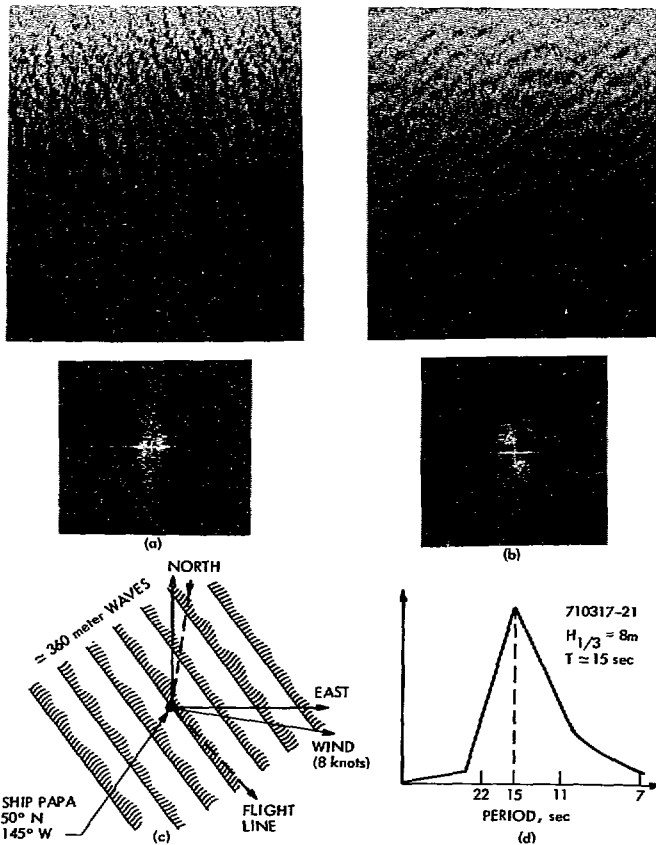 (a)
(b)
NORTH
≃ 360 meter WAVES
EAST
WIND
(8 knots)
FLIGHT
LINE
SHIP PAPA
50° N
145° W
(c)
710317-21
H1/3 = 8m
T ≃ 15 sec
22 15 11 7
PERIOD, sec
(d)